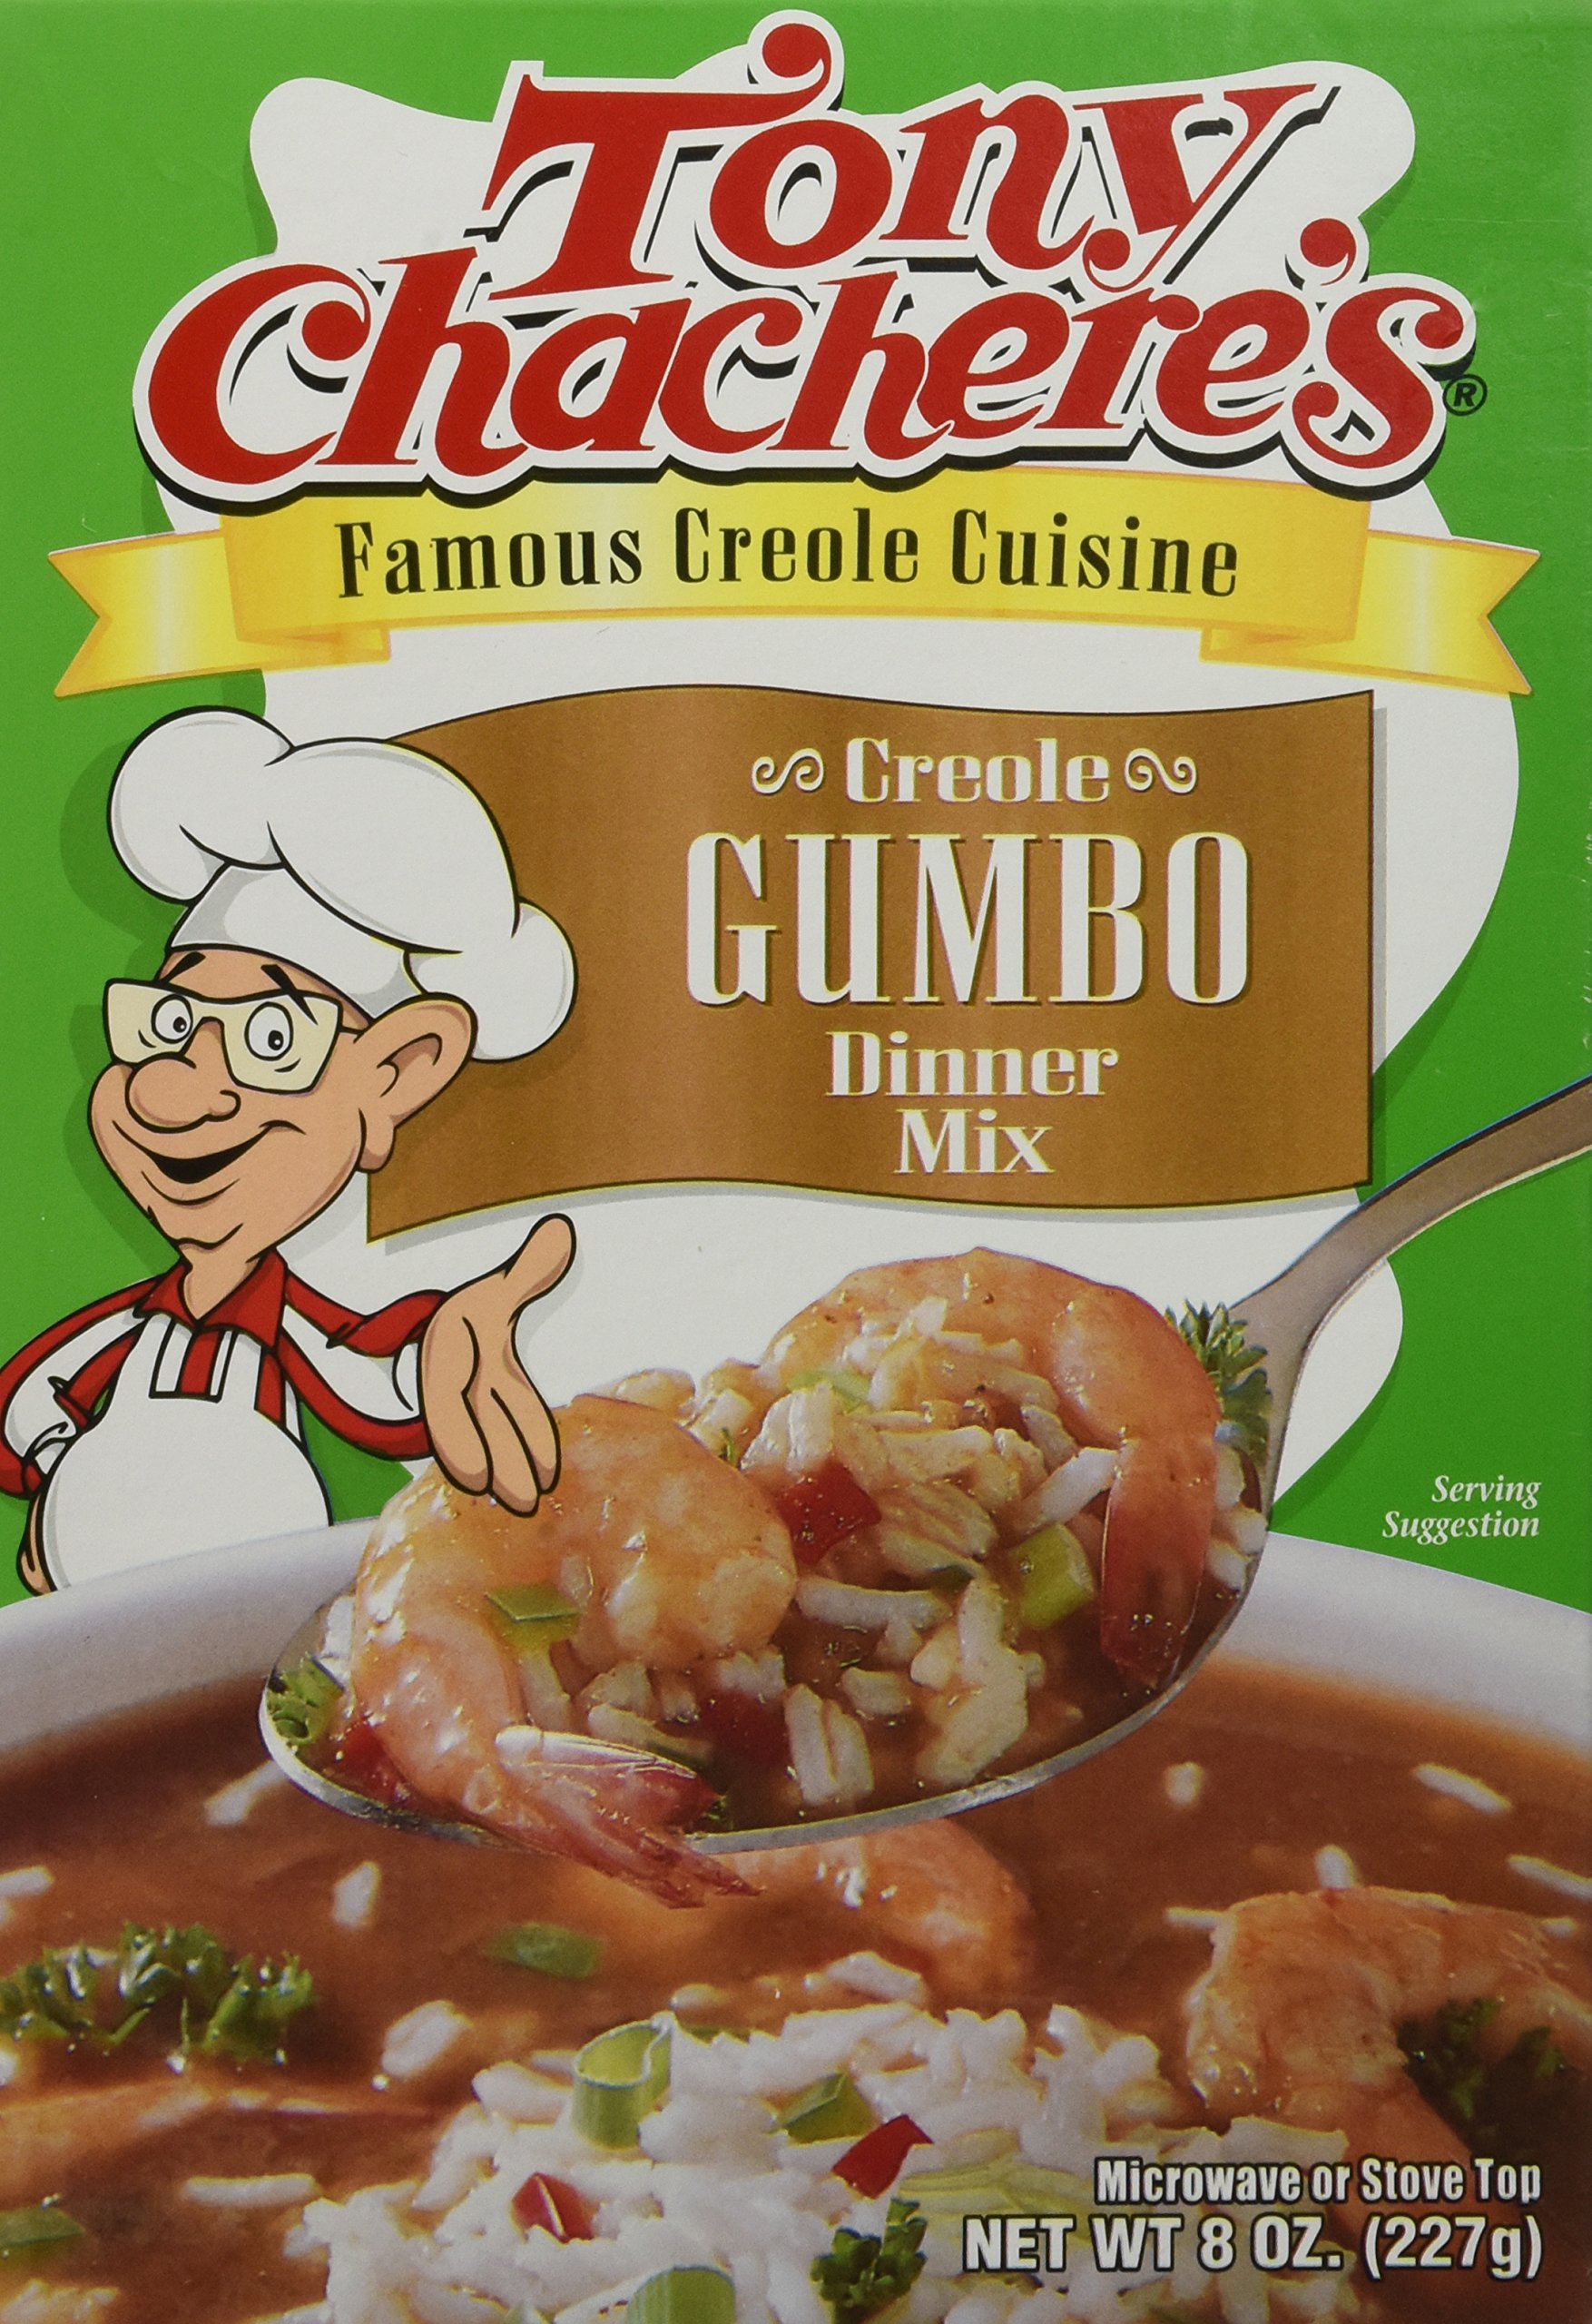 Tony
Chachere's®
Famous Creole Cuisine
Creole
GUMBO
Dinner
Mix
Serving
Suggestion
Microwave or Stove Top
NET WT 8 OZ. (227g)